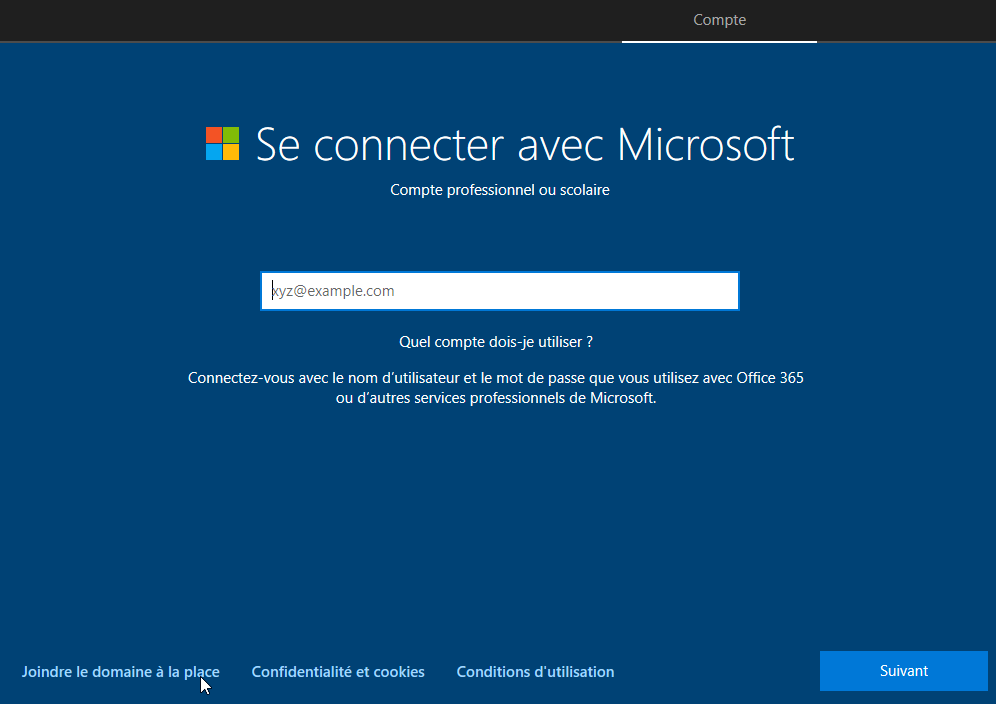 Compte
Se connecter avec Microsoft
Compte professionnel ou scolaire
xyz@example.com
Quel compte dois-je utiliser ?
Connectez-vous avec le nom d’utilisateur et le mot de passe que vous utilisez avec Office 365
ou d’autres services professionnels de Microsoft.
Joindre le domaine à la place
Confidentialité et cookies
Conditions d'utilisation
Suivant